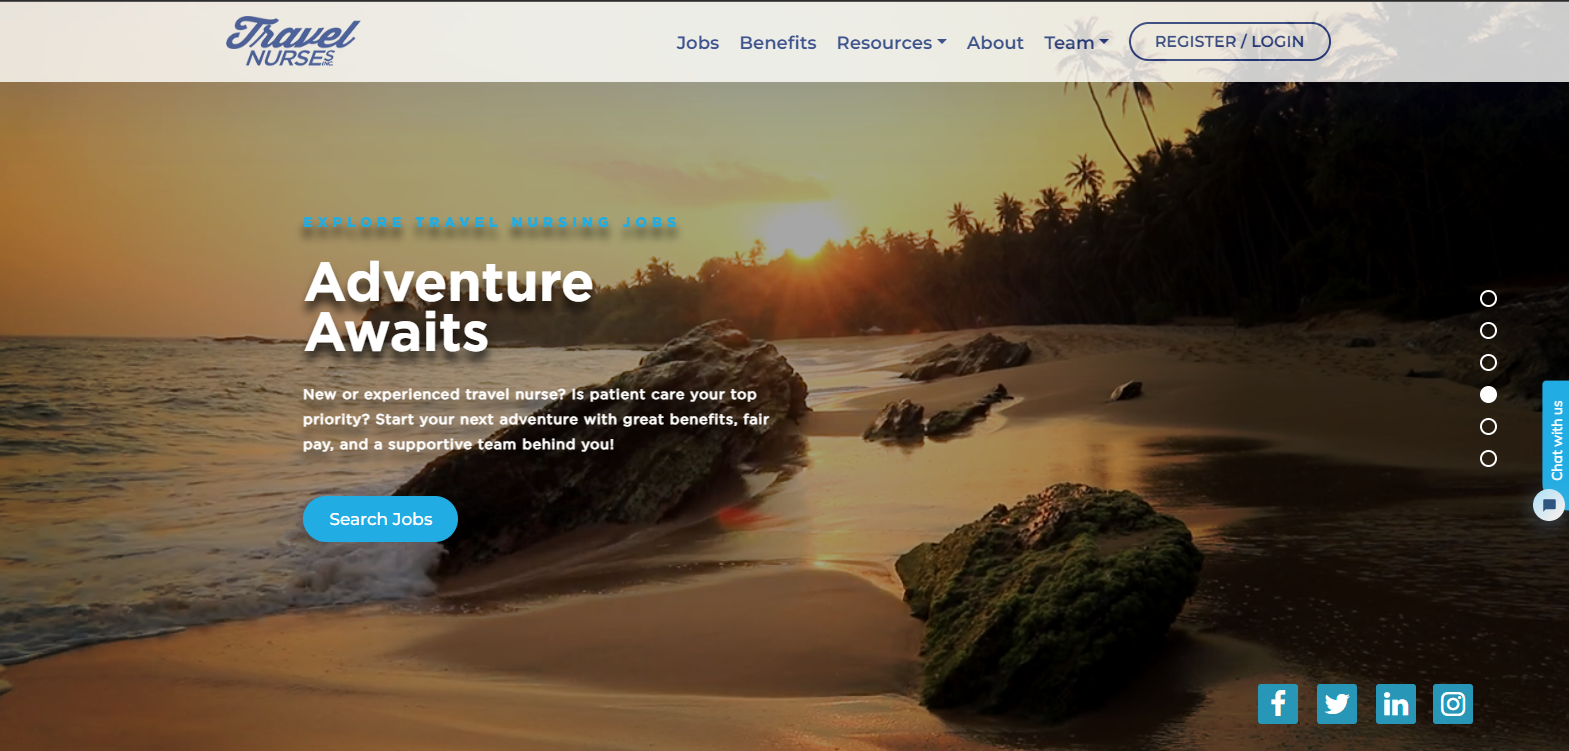 Travel
NURSES INC.
Jobs Benefits Resources About Team REGISTER / LOGIN
EXPLORE TRAVEL NURSING JOBS
Adventure
Awaits
New or experienced travel nurse? Is patient care your top
priority? Start your next adventure with great benefits, fair
pay, and a supportive team behind you!
Search Jobs
Chat with us